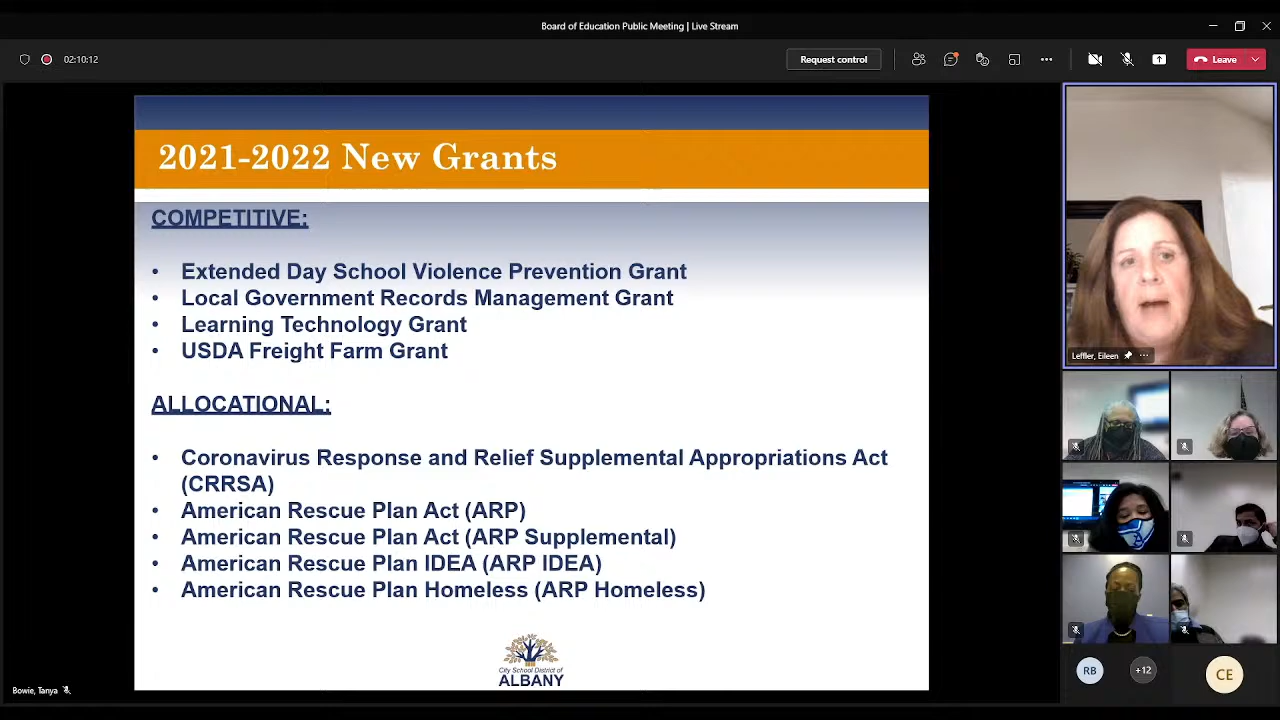 Board of Education Public Meeting | Live Stream
02:10:12
Request control
Leave
2021-2022 New Grants
COMPETITIVE:
• Extended Day School Violence Prevention Grant
• Local Government Records Management Grant
• Learning Technology Grant
• USDA Freight Farm Grant
ALLOCATIONAL:
• Coronavirus Response and Relief Supplemental Appropriations Act
(CRRSA)
• American Rescue Plan Act (ARP)
• American Rescue Plan Act (ARP Supplemental)
• American Rescue Plan IDEA (ARP IDEA)
• American Rescue Plan Homeless (ARP Homeless)
City School District of
ALBANY
Bowie, Tanya
Leffler, Eileen
RB
+12
CE